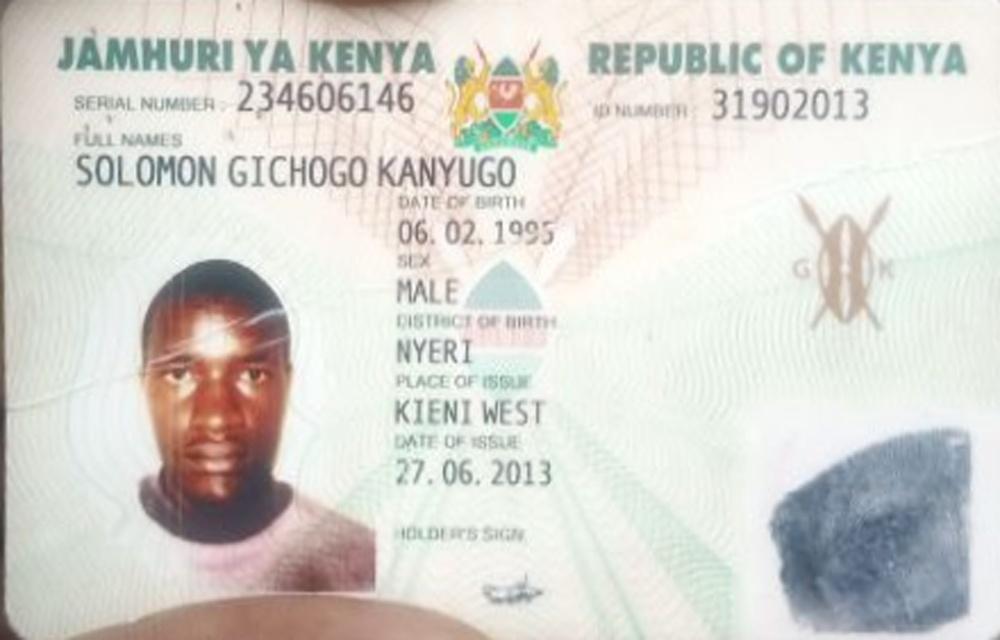 JAMHURI YA KENYA
REPUBLIC OF KENYA
SERIAL NUMBER : 234606146
ID NUMBER : 31902013
FULL NAMES
SOLOMON GICHOGO KANYUGO
DATE OF BIRTH
06. 02. 1995
SEX
MALE
DISTRICT OF BIRTH
NYERI
PLACE OF ISSUE
KIENI WEST
DATE OF ISSUE
27. 06. 2013
HOLDER'S SIGN
G K